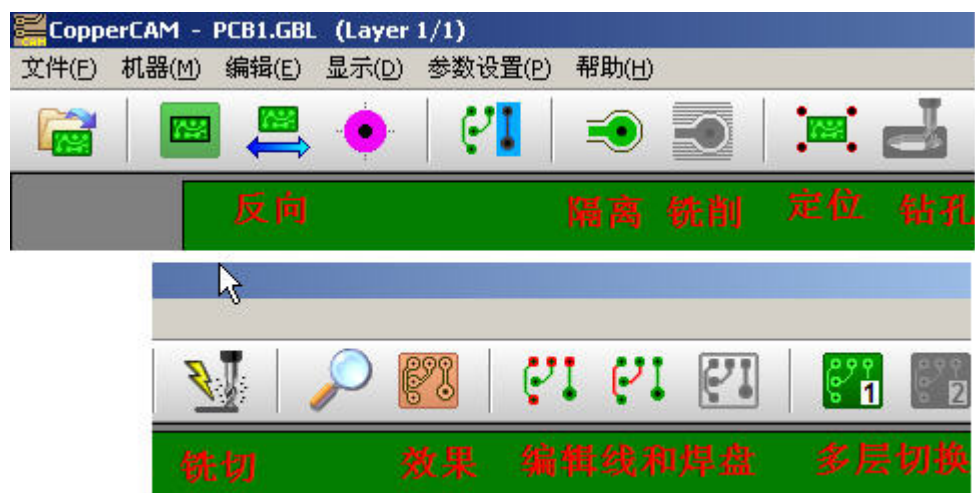 CopperCAM - PCB1.GBL (Layer 1/1)
文件(F) 机器(M) 编辑(E) 显示(D) 参数设置(P) 帮助(H)
反向 隔离 铣削 定位 钻孔
1 2
铣切 效果 编辑线和焊盘 多层切换